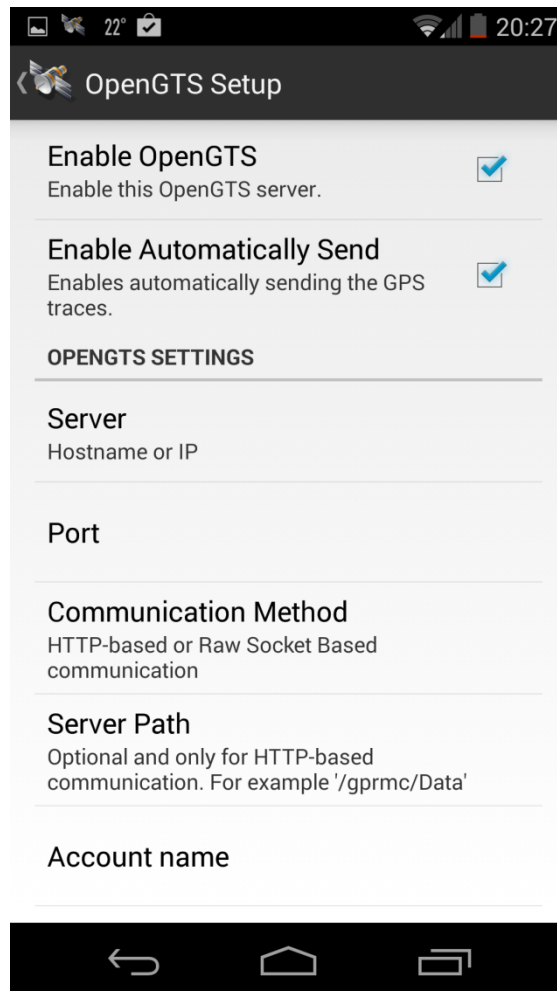 22° 20:27
OpenGTS Setup
Enable OpenGTS
Enable this OpenGTS server.
Enable Automatically Send
Enables automatically sending the GPS
traces.
OPENGTS SETTINGS
Server
Hostname or IP
Port
Communication Method
HTTP-based or Raw Socket Based
communication
Server Path
Optional and only for HTTP-based
communication. For example '/gprmc/Data'
Account name